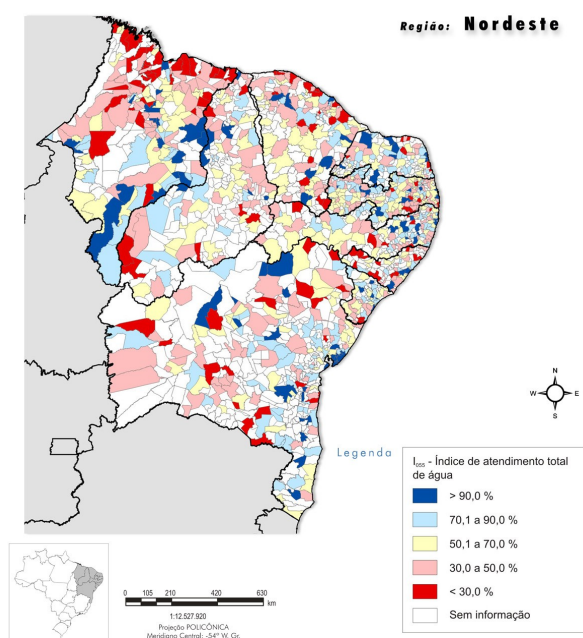 Região: Nordeste
N
W E
S
Legenda
I055 - Índice de atendimento total
de água
> 90,0 %
70,1 a 90,0 %
50,1 a 70,0 %
30,0 a 50,0 %
< 30,0 %
Sem informação
0 105 210 420 630
km
1:12.527.920
Projeção POLICÔNICA
Meridiano Central: -54° W. Gr.